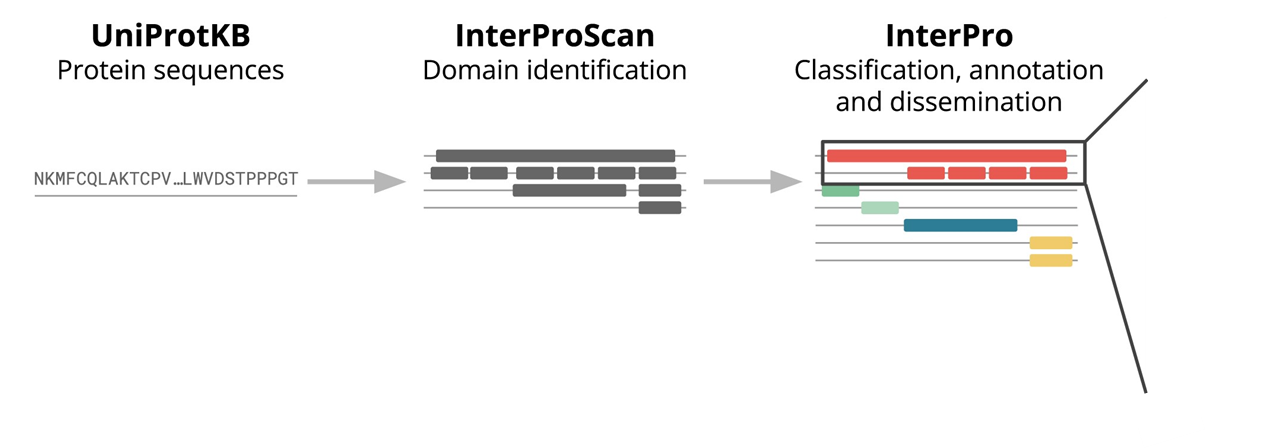 UniProtKB
Protein sequences
InterProScan
Domain identification
InterPro
Classification, annotation
and dissemination
NKMFCQLAKTCPV…LWVDSTPPPGT